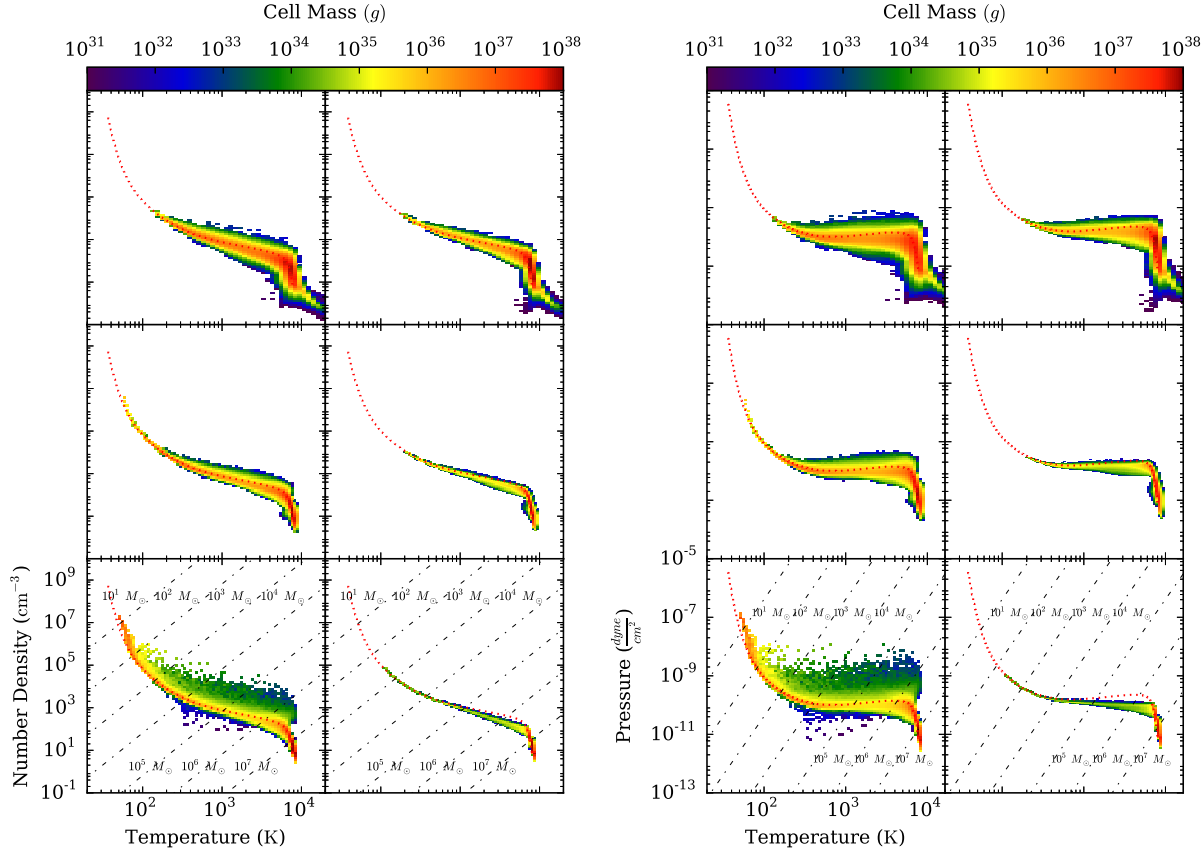 Cell Mass (g) Cell Mass (g)
10^31 10^32 10^33 10^34 10^35 10^36 10^37 10^38 10^31 10^32 10^33 10^34 10^35 10^36 10^37 10^38
10^-5
10^9
10^7
10^5
10^3
10^1
10^-1
Number Density (cm^−3)
10^1 M⊙ 10^2 M⊙ 10^3 M⊙ 10^4 M⊙ 10^1 M⊙ 10^2 M⊙ 10^3 M⊙ 10^4 M⊙
10^5 M⊙ 10^6 M⊙ 10^7 M⊙ 10^5 M⊙ 10^6 M⊙ 10^7 M⊙
10^2 10^3 10^4
Temperature (K)
10^-7
10^-9
10^-11
10^-13
Pressure (dyne/cm^2)
10^1 M⊙ 10^2 M⊙ 10^3 M⊙ 10^4 M⊙ 10^1 M⊙ 10^2 M⊙ 10^3 M⊙ 10^4 M⊙
10^5 M⊙ 10^6 M⊙ 10^7 M⊙ 10^5 M⊙ 10^6 M⊙ 10^7 M⊙
10^2 10^3 10^4
Temperature (K)